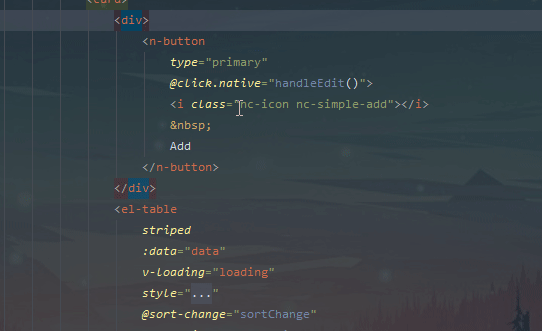 <card>
<div>
<n-button
type="primary"
@click.native="handleEdit()">
<i class="nc-icon nc-simple-add"></i>
&nbsp;
Add
</n-button>
</div>
<el-table
striped
:data="data"
v-loading="loading"
style="..."
@sort-change="sortChange"